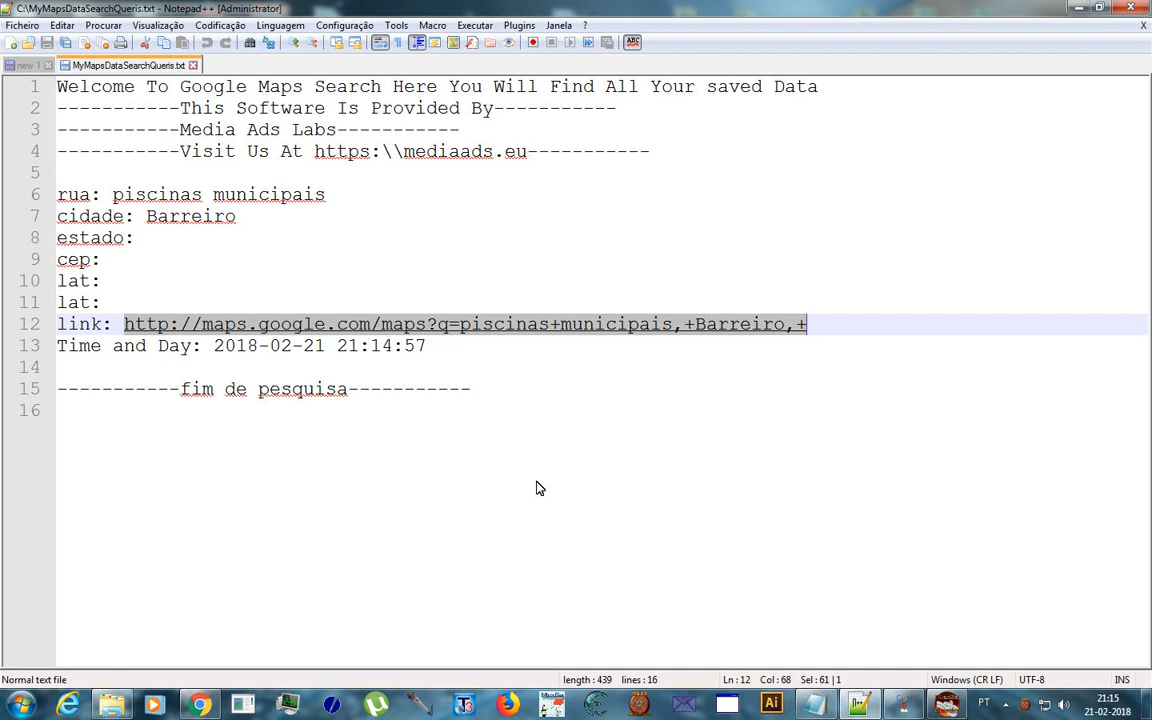 C:\MyMapsDataSearchQueris.txt - Notepad++ [Administrator]
Ficheiro Editar Procurar Visualização Codificação Linguagem Configuração Tools Macro Executar Plugins Janela ? X
new 1 MyMapsDataSearchQueris.txt
1 Welcome To Google Maps Search Here You Will Find All Your saved Data
2 -----------This Software Is Provided By-----------
3 -----------Media Ads Labs-----------
4 -----------Visit Us At https:\\mediaads.eu-----------
5
6 rua: piscinas municipais
7 cidade: Barreiro
8 estado:
9 cep:
10 lat:
11 lat:
12 link: http://maps.google.com/maps?q=piscinas+municipais,+Barreiro,+
13 Time and Day: 2018-02-21 21:14:57
14
15 -----------fim de pesquisa-----------
16
Normal text file length : 439 lines : 16 Ln : 12 Col : 68 Sel : 61 | 1 Windows (CR LF) UTF-8 INS
PT 21:15
21-02-2018